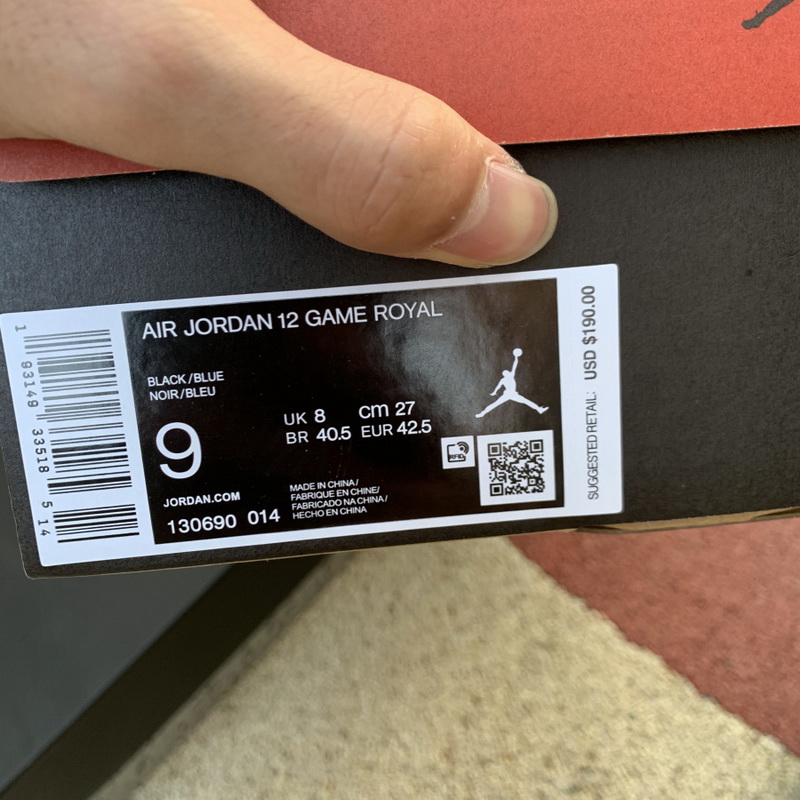 AIR JORDAN 12 GAME ROYAL
BLACK/BLUE
NOIR/BLEU
9
UK 8 cm 27
BR 40.5 EUR 42.5
JORDAN.COM
130690 014
MADE IN CHINA/
FABRIQUE EN CHINE/
FABRICADO NA CHINA/
HECHO EN CHINA
RFID
SUGGESTED RETAIL: USD $190.00
1 93149 33518 514